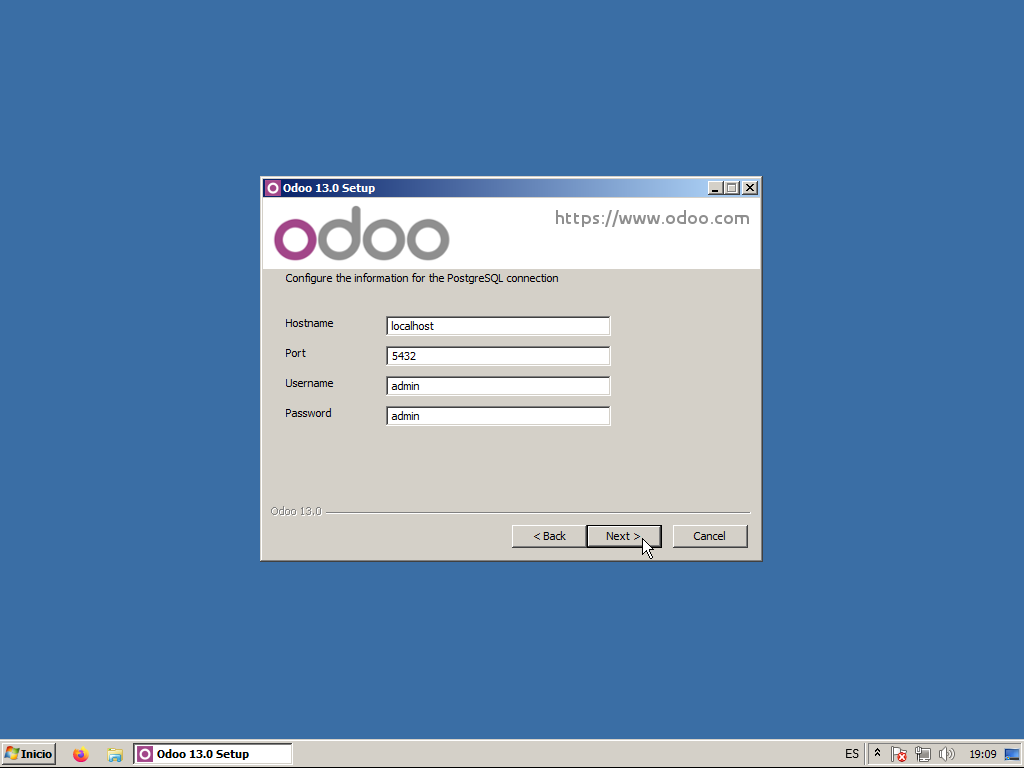 Odoo 13.0 Setup
odoo
https://www.odoo.com
Configure the information for the PostgreSQL connection
Hostname localhost
Port 5432
Username admin
Password admin
Odoo 13.0
< Back Next > Cancel
Inicio Odoo 13.0 Setup ES 19:09